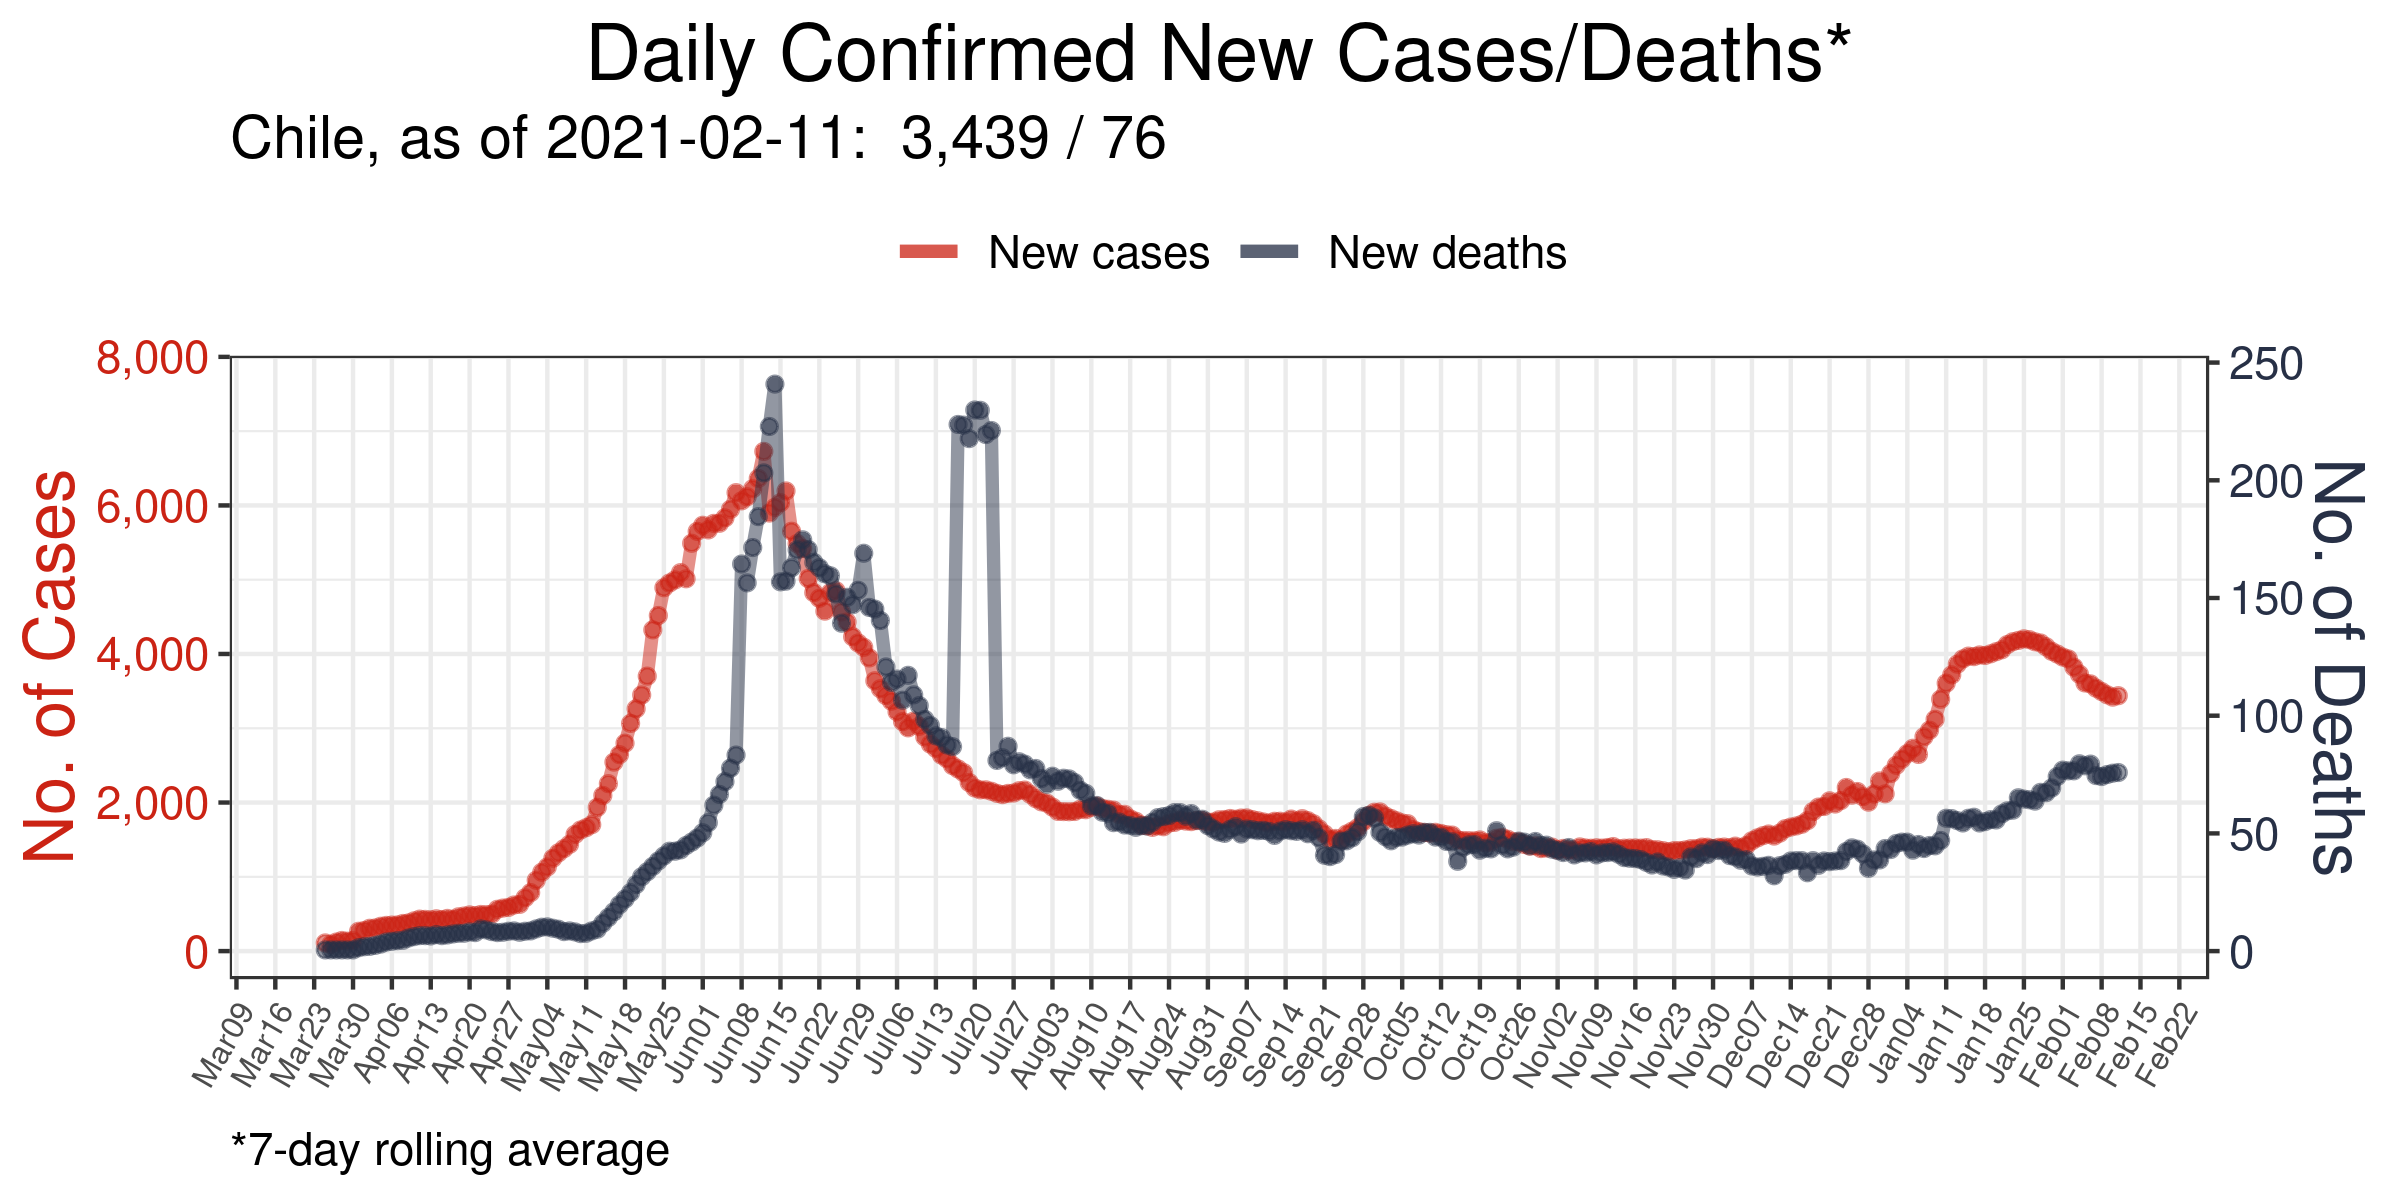 Daily Confirmed New Cases/Deaths*
Chile, as of 2021-02-11:  3,439 / 76
New cases
New deaths
No. of Cases
8,000
6,000
4,000
2,000
0
250
200
150
100
50
0
No. of Deaths
Mar09
Mar16
Mar23
Mar30
Apr06
Apr13
Apr20
Apr27
May04
May11
May18
May25
Jun01
Jun08
Jun15
Jun22
Jun29
Jul06
Jul13
Jul20
Jul27
Aug03
Aug10
Aug17
Aug24
Aug31
Sep07
Sep14
Sep21
Sep28
Oct05
Oct12
Oct19
Oct26
Nov02
Nov09
Nov16
Nov23
Nov30
Dec07
Dec14
Dec21
Dec28
Jan04
Jan11
Jan18
Jan25
Feb01
Feb08
Feb15
Feb22
*7-day rolling average